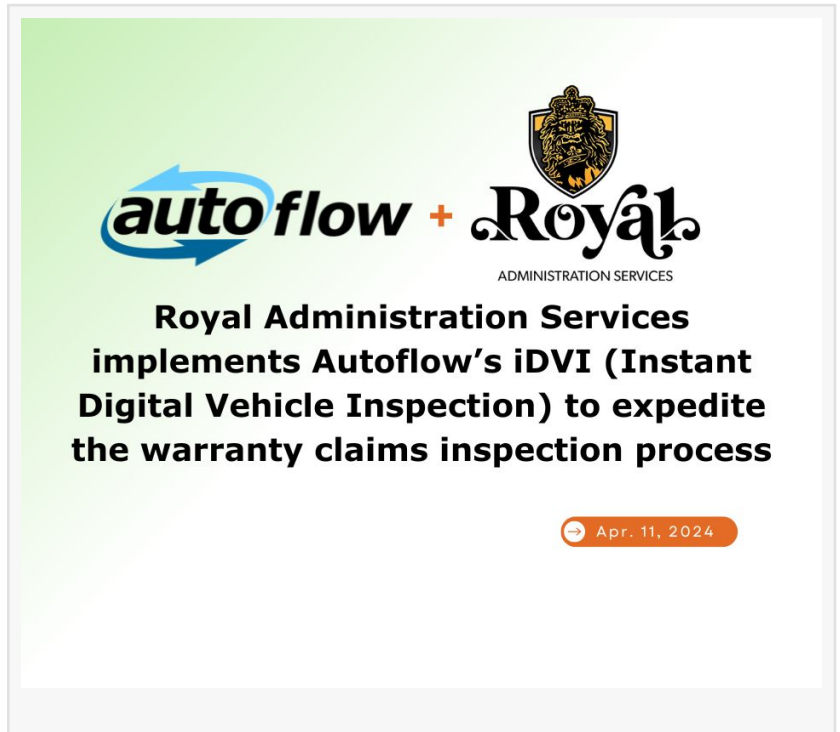 autoflow + Royal
ADMINISTRATION SERVICES
Royal Administration Services
implements Autoflow’s iDVI (Instant
Digital Vehicle Inspection) to expedite
the warranty claims inspection process
Apr. 11, 2024